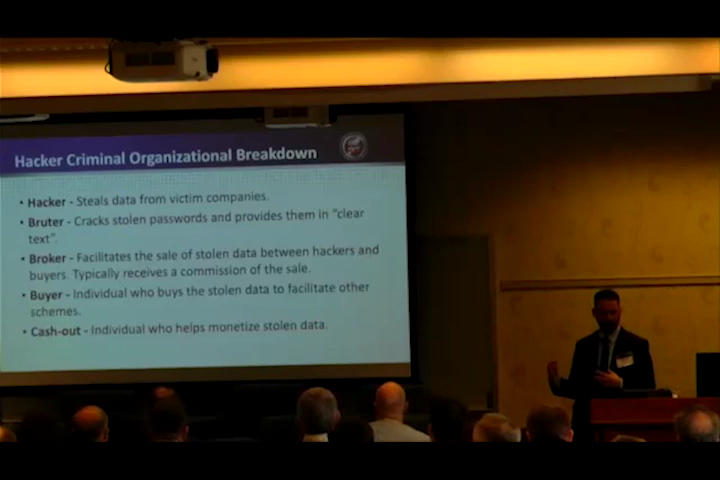 Hacker Criminal Organizational Breakdown
• Hacker - Steals data from victim companies.
• Bruter - Cracks stolen passwords and provides them in "clear
text".
• Broker - Facilitates the sale of stolen data between hackers and
buyers. Typically receives a commission of the sale.
• Buyer - Individual who buys the stolen data to facilitate other
schemes.
• Cash-out - Individual who helps monetize stolen data.